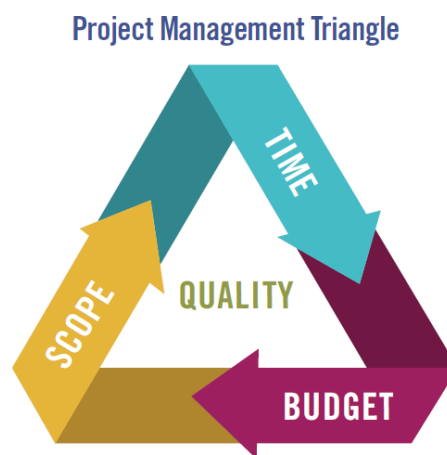 Project Management Triangle
TIME
QUALITY
SCOPE
BUDGET